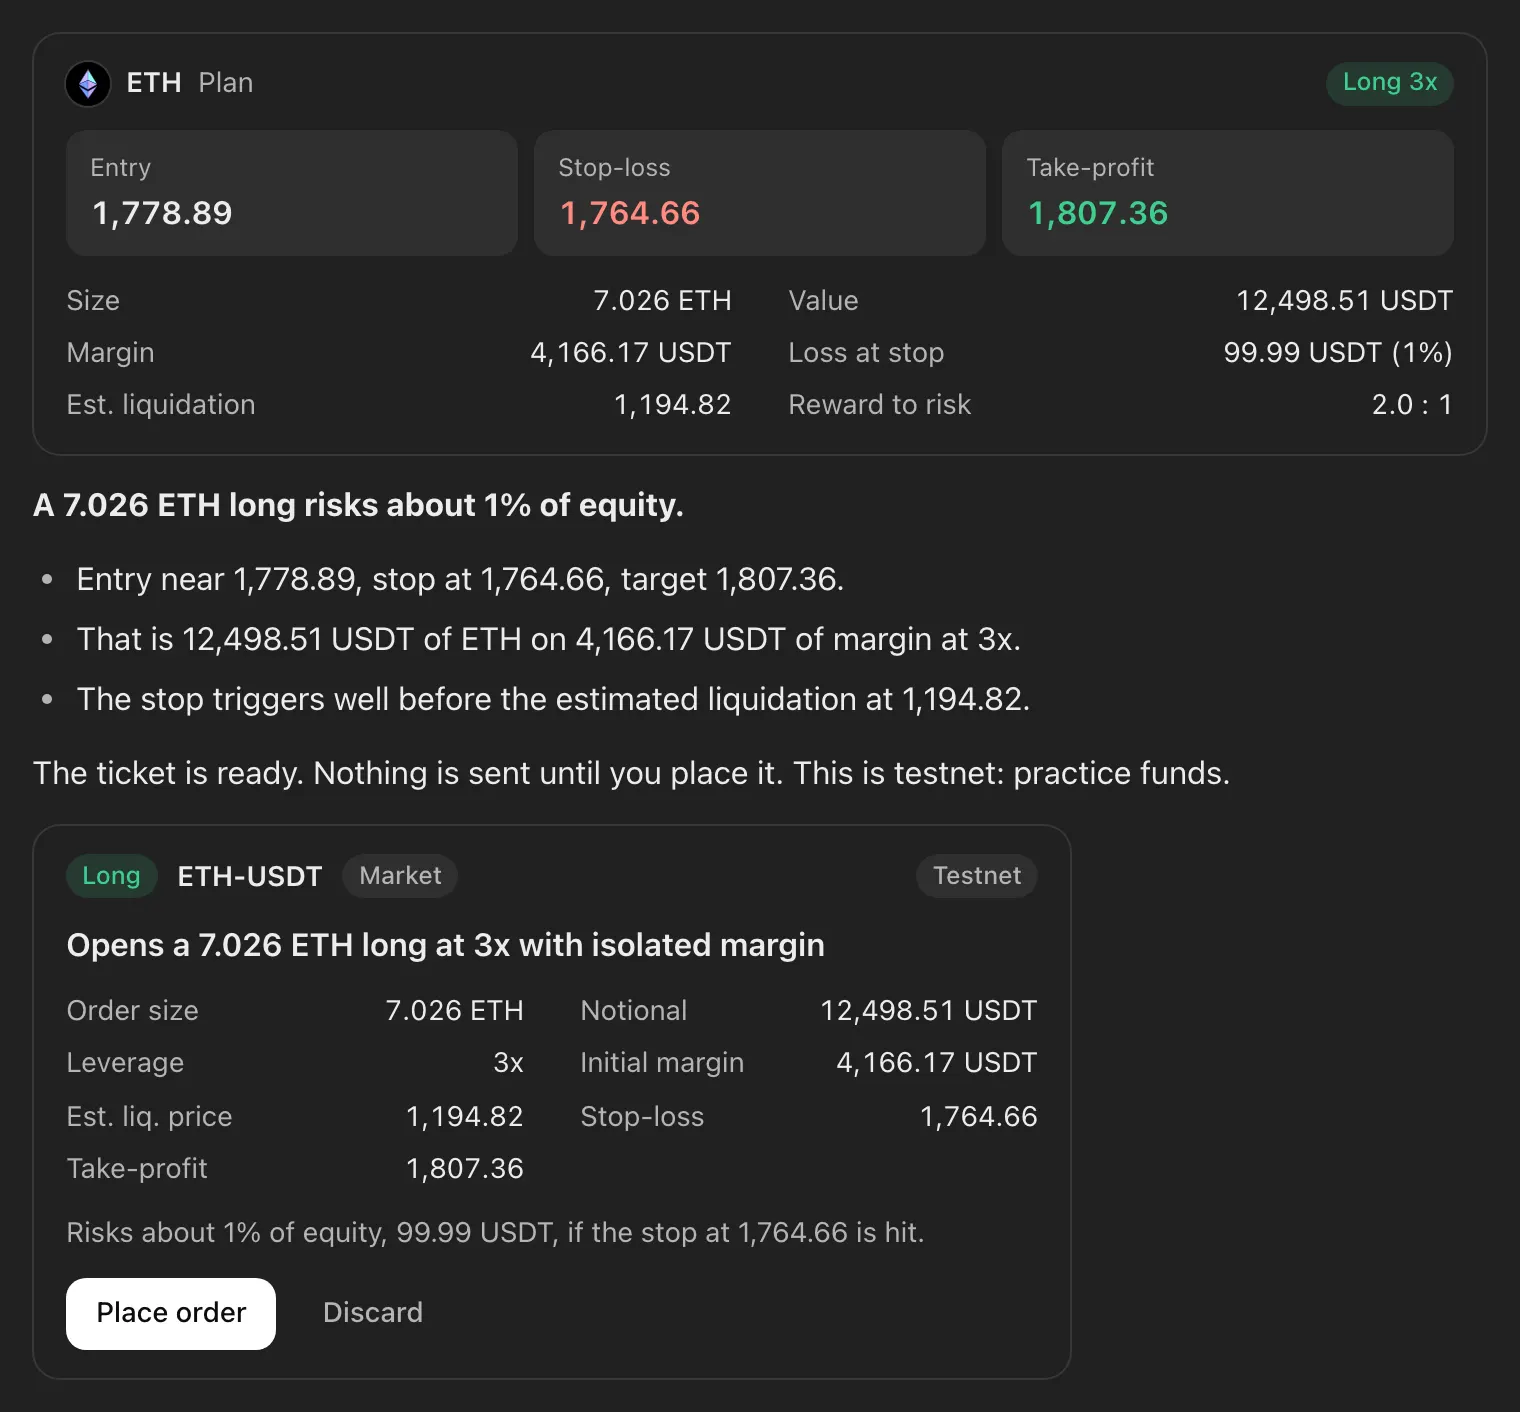 ETH Plan
Long 3x
Entry
1,778.89
Stop-loss
1,764.66
Take-profit
1,807.36
Size 7.026 ETH Value 12,498.51 USDT
Margin 4,166.17 USDT Loss at stop 99.99 USDT (1%)
Est. liquidation 1,194.82 Reward to risk 2.0 : 1
A 7.026 ETH long risks about 1% of equity.
• Entry near 1,778.89, stop at 1,764.66, target 1,807.36.
• That is 12,498.51 USDT of ETH on 4,166.17 USDT of margin at 3x.
• The stop triggers well before the estimated liquidation at 1,194.82.
The ticket is ready. Nothing is sent until you place it. This is testnet: practice funds.
Long ETH-USDT Market Testnet
Opens a 7.026 ETH long at 3x with isolated margin
Order size 7.026 ETH Notional 12,498.51 USDT
Leverage 3x Initial margin 4,166.17 USDT
Est. liq. price 1,194.82 Stop-loss 1,764.66
Take-profit 1,807.36
Risks about 1% of equity, 99.99 USDT, if the stop at 1,764.66 is hit.
Place order Discard